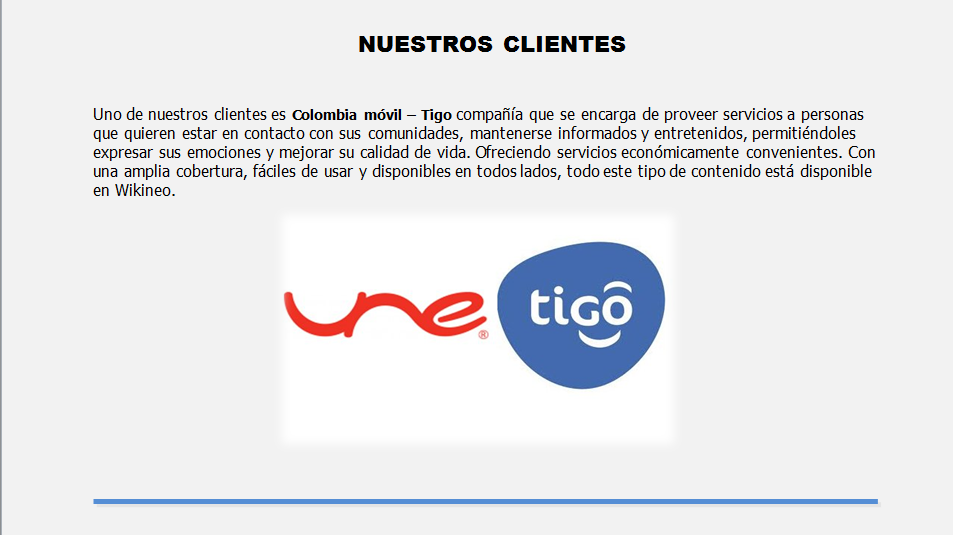 NUESTROS CLIENTES
Uno de nuestros clientes es Colombia móvil – Tigo compañía que se encarga de proveer servicios a personas
que quieren estar en contacto con sus comunidades, mantenerse informados y entretenidos, permitiéndoles
expresar sus emociones y mejorar su calidad de vida. Ofreciendo servicios económicamente convenientes. Con
una amplia cobertura, fáciles de usar y disponibles en todos lados, todo este tipo de contenido está disponible
en Wikineo.
une® tigo